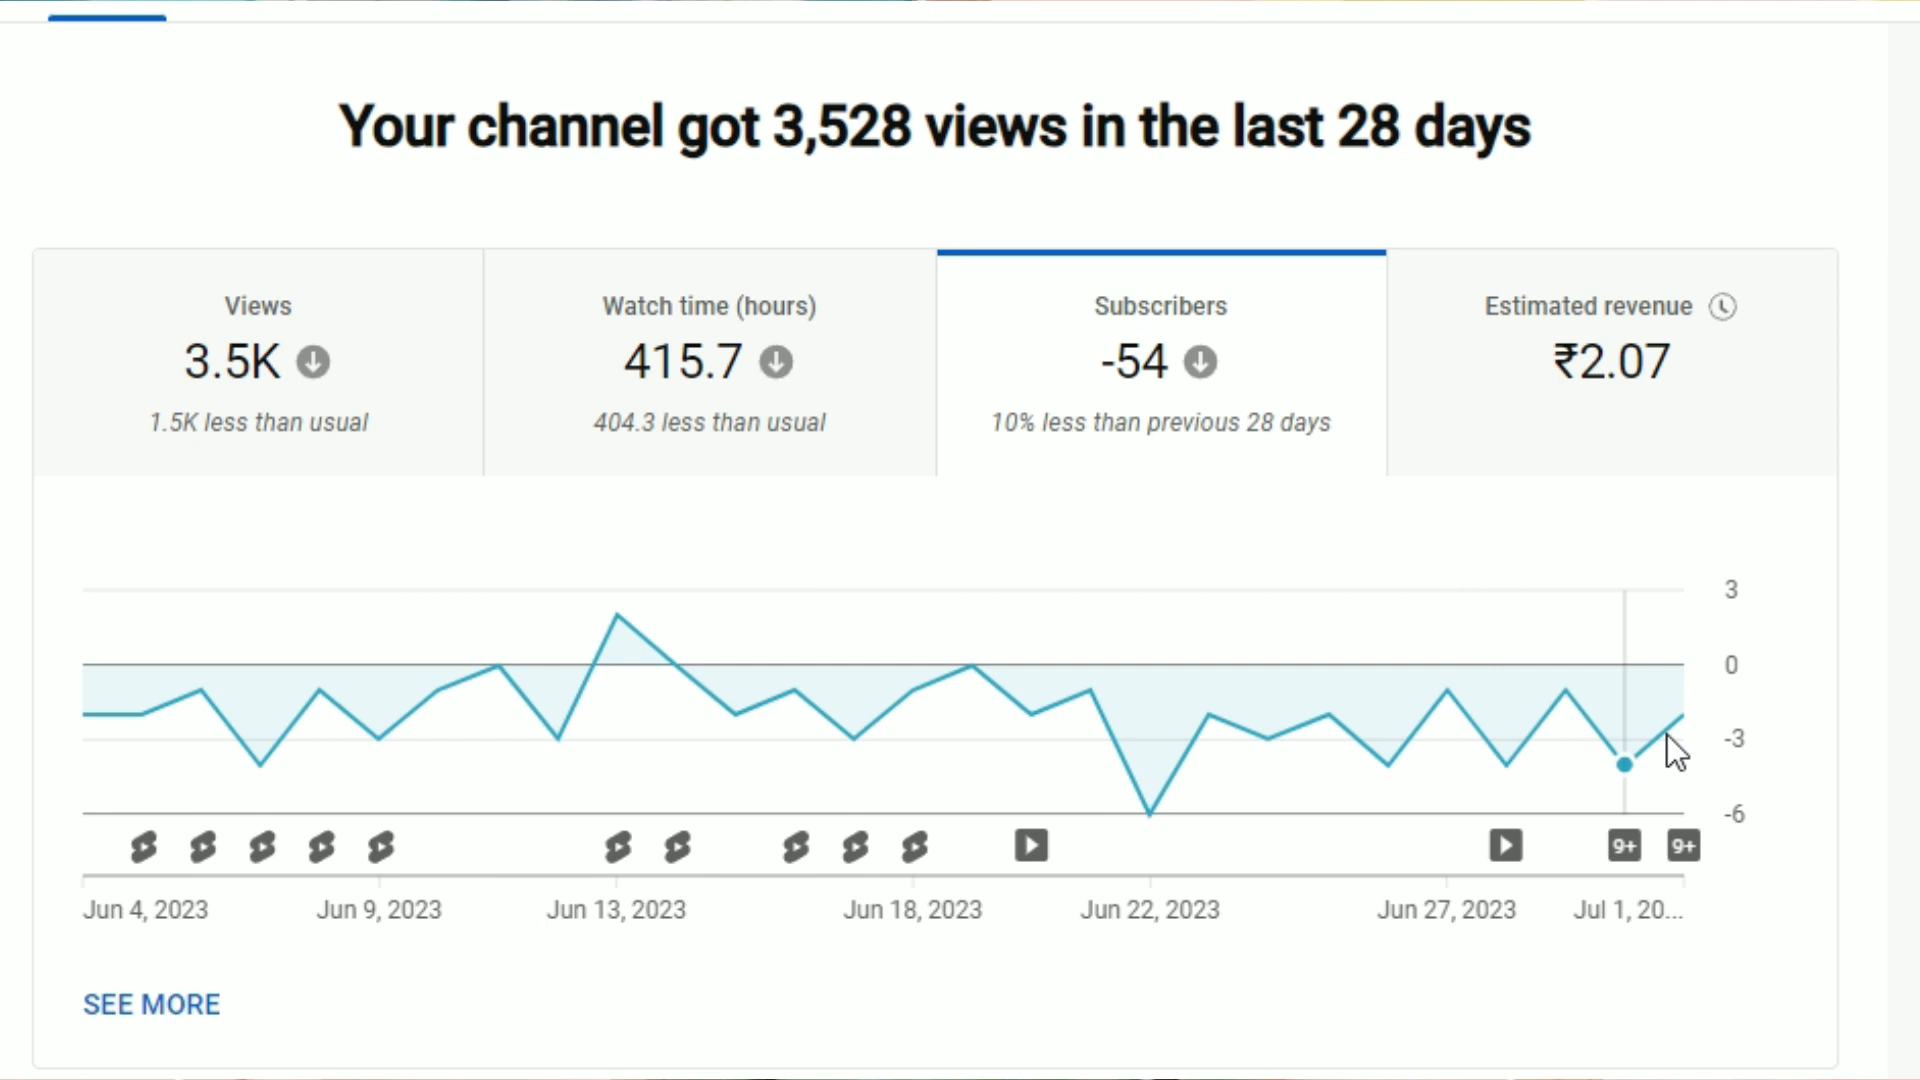 Your channel got 3,528 views in the last 28 days
Views
3.5K
1.5K less than usual
Watch time (hours)
415.7
404.3 less than usual
Subscribers
-54
10% less than previous 28 days
Estimated revenue
₹2.07
3
0
-3
-6
9+ 9+
Jun 4, 2023 Jun 9, 2023 Jun 13, 2023 Jun 18, 2023 Jun 22, 2023 Jun 27, 2023 Jul 1, 20...
SEE MORE